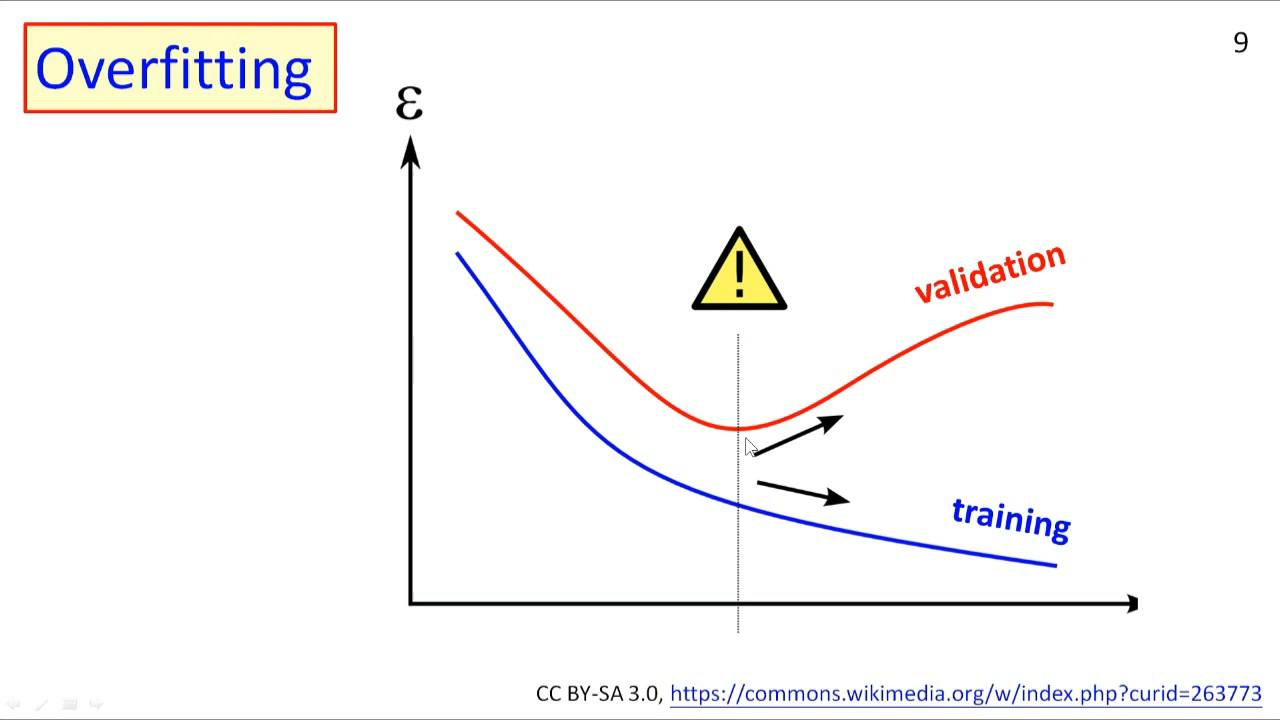 Overfitting
9
ε
!
validation
training
CC BY-SA 3.0, https://commons.wikimedia.org/w/index.php?curid=263773